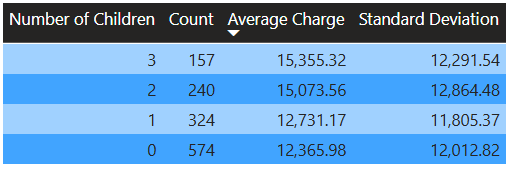 Number of Children Count Average Charge Standard Deviation
3 157 15,355.32 12,291.54
2 240 15,073.56 12,864.48
1 324 12,731.17 11,805.37
0 574 12,365.98 12,012.82